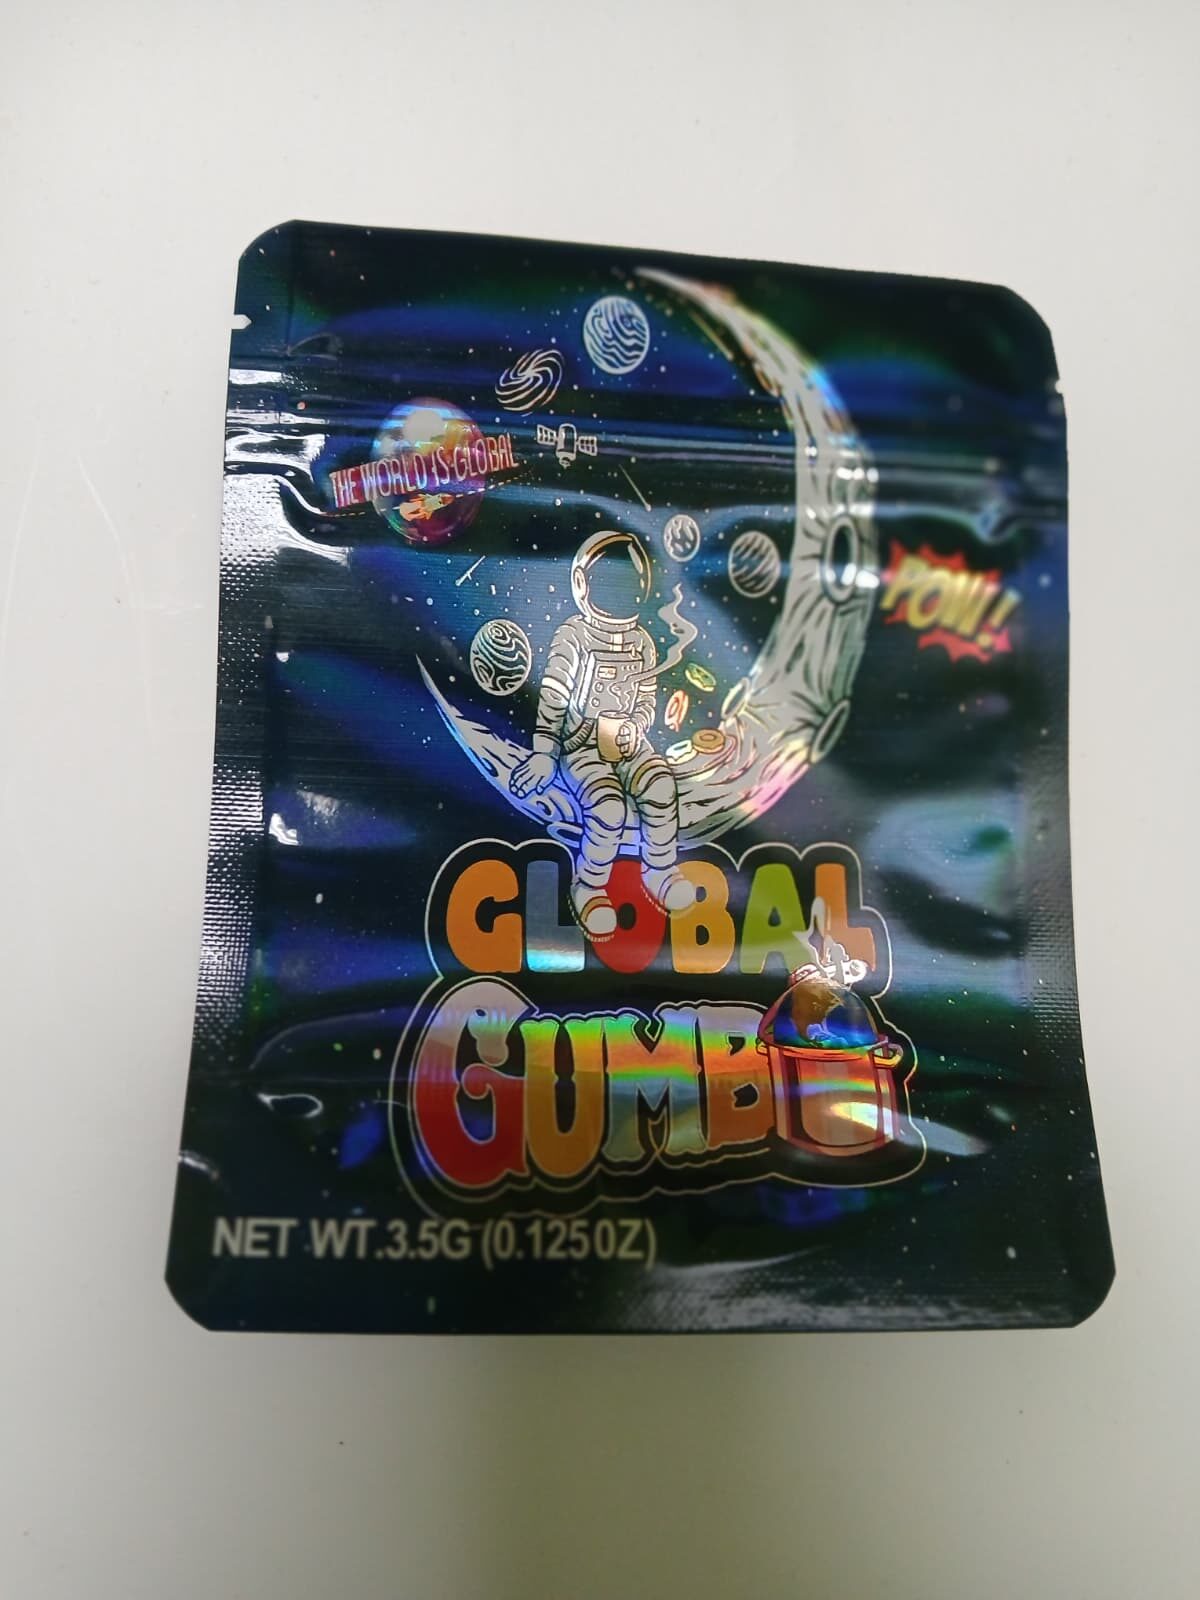 THE WORLD IS GLOBAL
POW!
GLOBAL
GUMBO
NET WT.3.5G (0.125OZ)